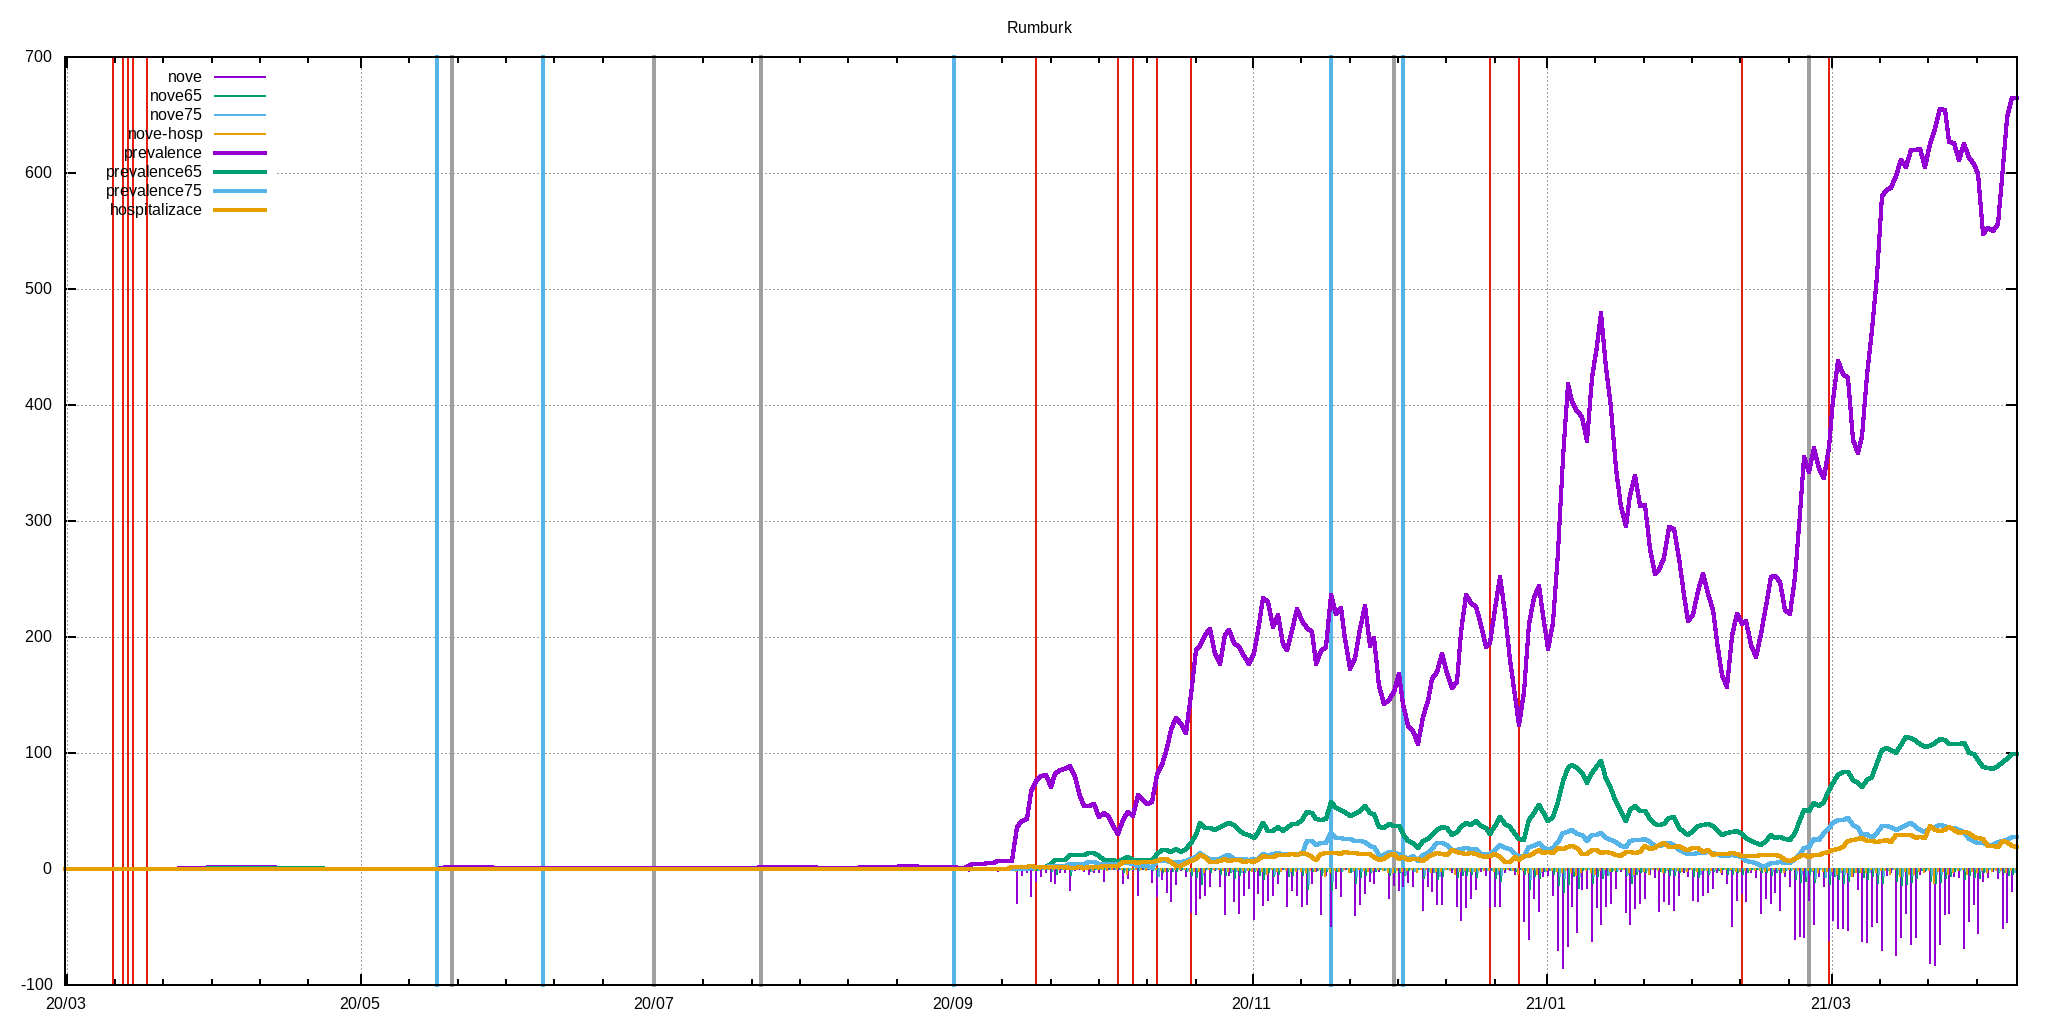 Rumburk
700
600
500
400
300
200
100
0
-100
nove
nove65
nove75
nove-hosp
prevalence
prevalence65
prevalence75
hospitalizace
20/03 20/05 20/07 20/09 20/11 21/01 21/03